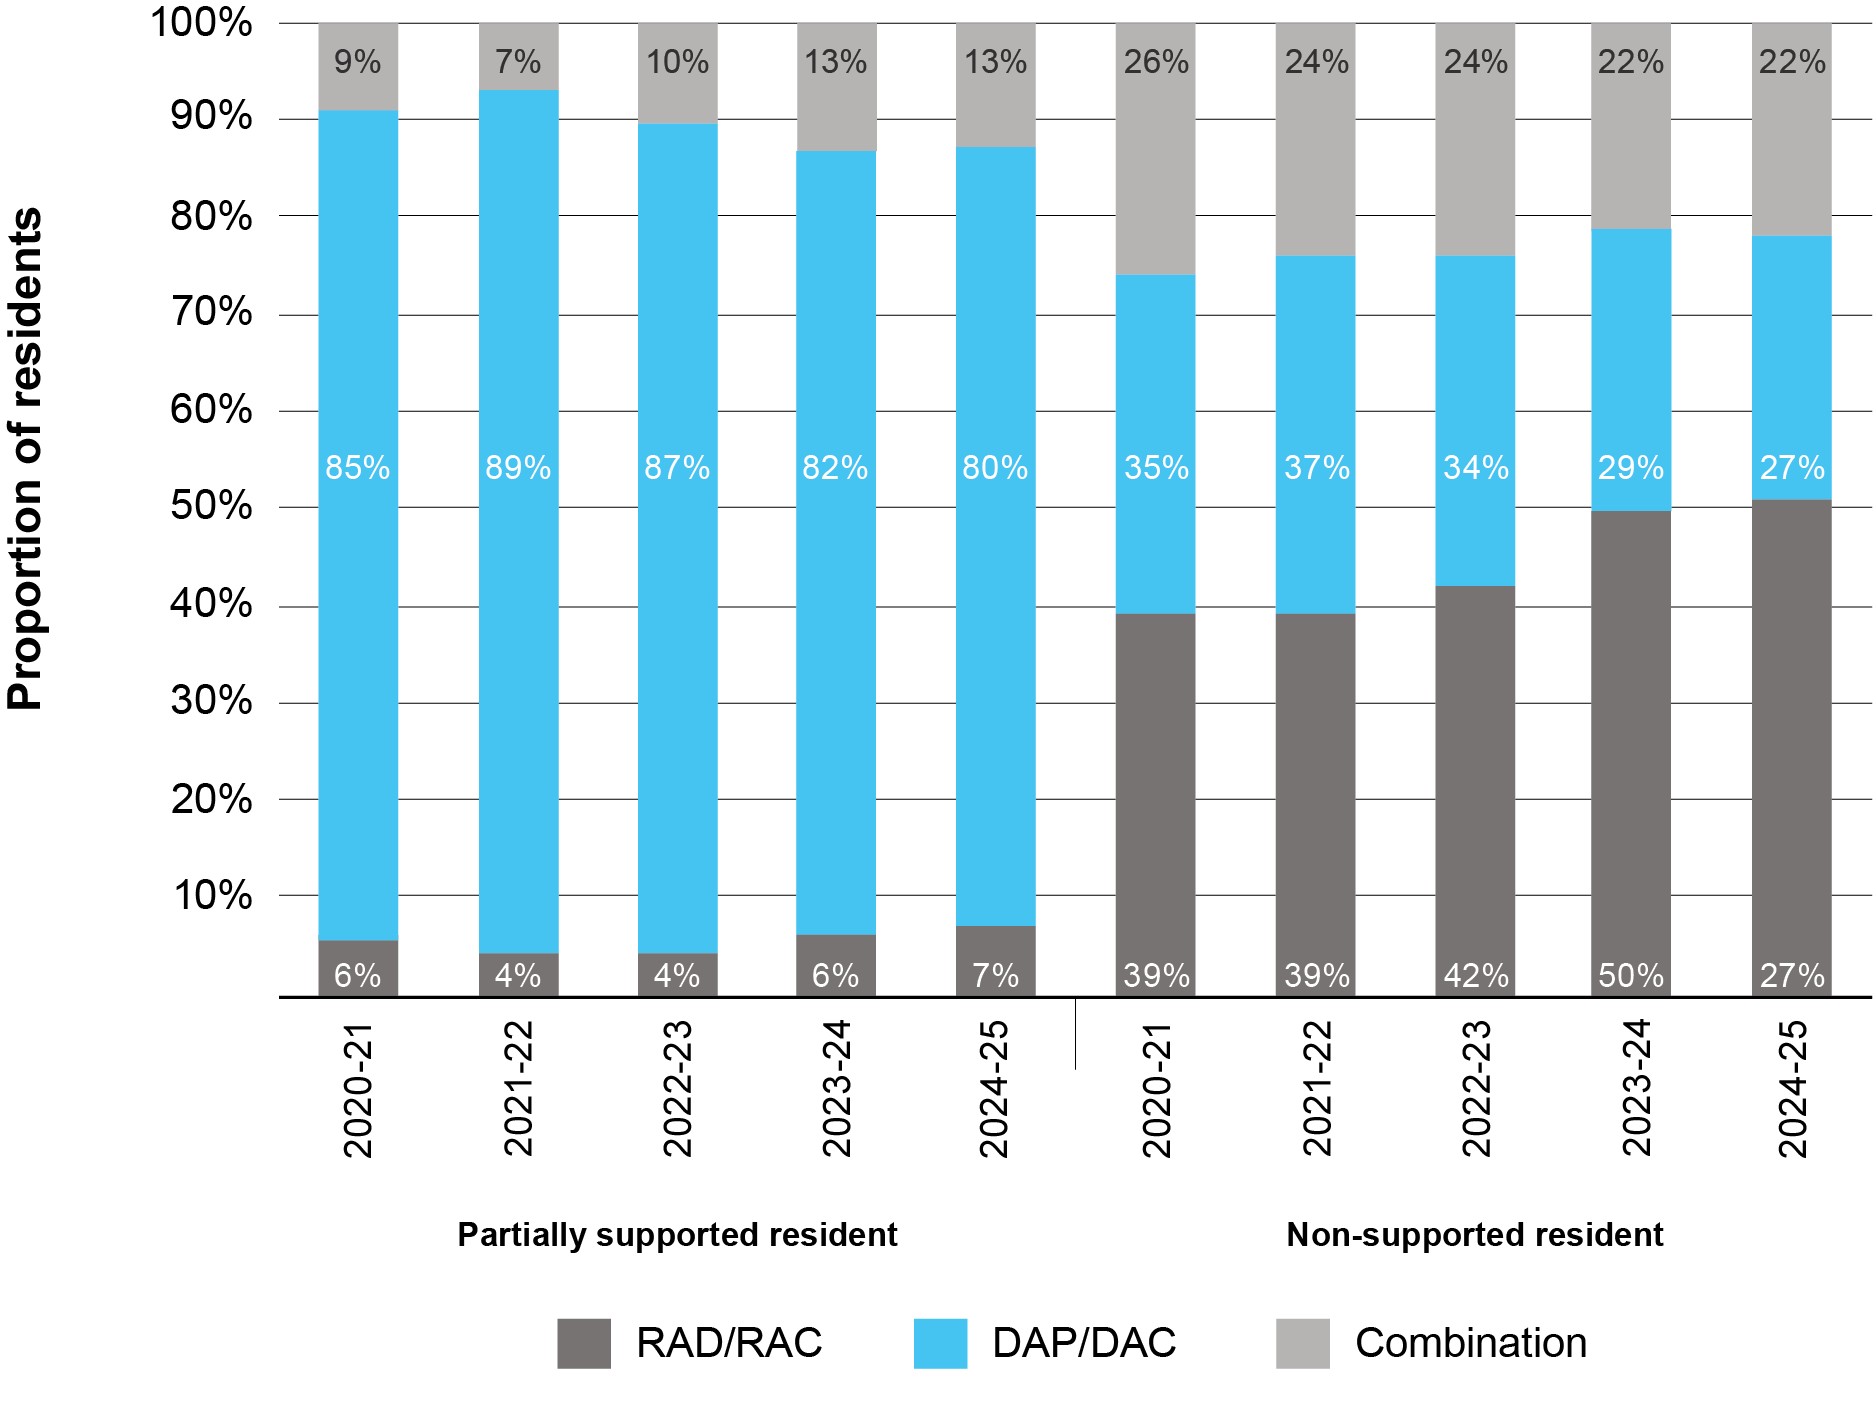 Proportion of residents
100%
90%
80%
70%
60%
50%
40%
30%
20%
10%
9% 7% 10% 13% 13% 26% 24% 24% 22% 22%
85% 89% 87% 82% 80% 35% 37% 34% 29% 27%
6% 4% 4% 6% 7% 39% 39% 42% 50% 27%
2020-21 2021-22 2022-23 2023-24 2024-25 2020-21 2021-22 2022-23 2023-24 2024-25
Partially supported resident Non-supported resident
RAD/RAC DAP/DAC Combination